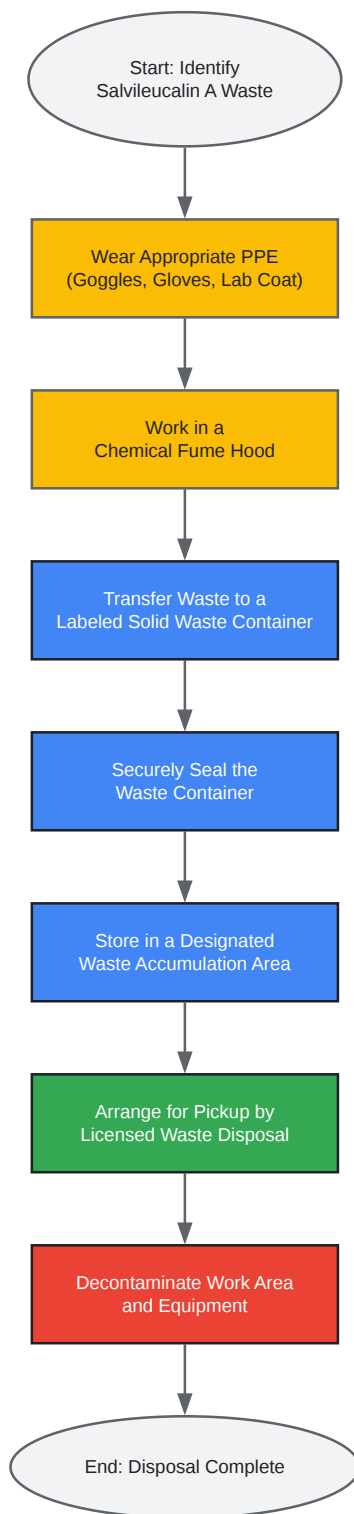 Start: Identify
Salvileucalin A Waste
Wear Appropriate PPE
(Goggles, Gloves, Lab Coat)
Work in a
Chemical Fume Hood
Transfer Waste to a
Labeled Solid Waste Container
Securely Seal the
Waste Container
Store in a Designated
Waste Accumulation Area
Arrange for Pickup by
Licensed Waste Disposal
Decontaminate Work Area
and Equipment
End: Disposal Complete